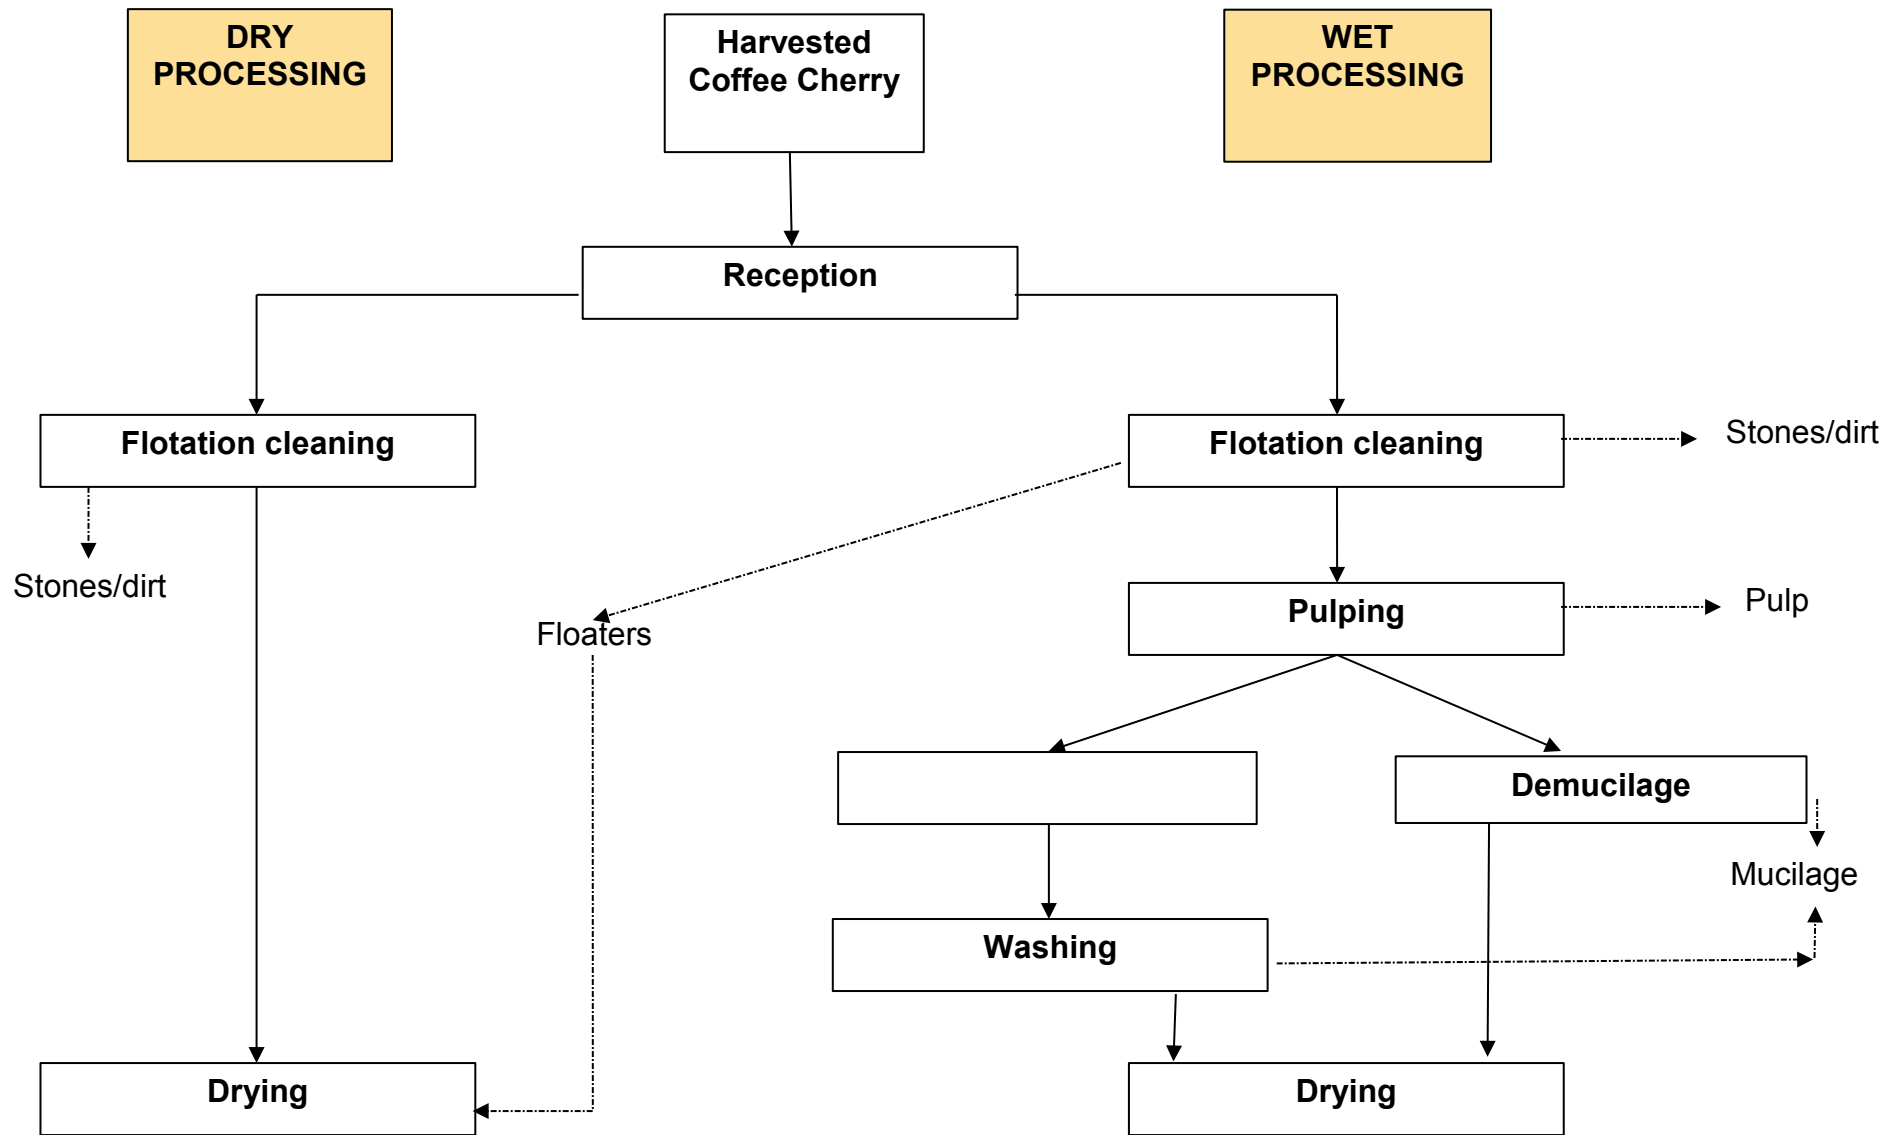 DRY
PROCESSING
Harvested
Coffee Cherry
WET
PROCESSING
Reception
Flotation cleaning
Flotation cleaning
Stones/dirt
Stones/dirt
Floaters
Pulping
Pulp
Demucilage
Mucilage
Washing
Drying
Drying